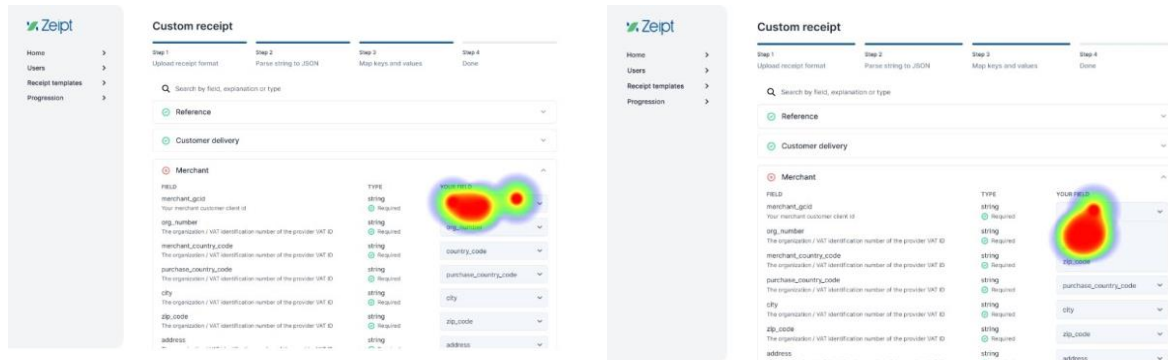 Zeipt
Home
Users
Receipt templates
Progression
Custom receipt
Step 1 Step 2 Step 3 Step 4
Upload receipt format Parse string to JSON Map keys and values Done
Search by field, explanation or type
Reference
Customer delivery
Merchant
FIELD TYPE YOUR FIELD
merchant_gcid string
Your merchant customer client id Required
org_number string org_number
The organization / VAT identification number of the provider VAT ID Required
merchant_country_code string country_code
The organization / VAT identification number of the provider VAT ID Required
purchase_country_code string purchase_country_code
The organization / VAT identification number of the provider VAT ID Required
city string city
The organization / VAT identification number of the provider VAT ID Required
zip_code string zip_code
The organization / VAT identification number of the provider VAT ID Required
address string address
Zeipt
Home
Users
Receipt templates
Progression
Custom receipt
Step 1 Step 2 Step 3 Step 4
Upload receipt format Parse string to JSON Map keys and values Done
Search by field, explanation or type
Reference
Customer delivery
Merchant
FIELD TYPE YOUR FIELD
merchant_gcid string
Your merchant customer client id Required
org_number string
The organization / VAT identification number of the provider VAT ID Required
merchant_country_code string zip_code
The organization / VAT identification number of the provider VAT ID Required
purchase_country_code string purchase_country_code
The organization / VAT identification number of the provider VAT ID Required
city string city
The organization / VAT identification number of the provider VAT ID Required
zip_code string zip_code
The organization / VAT identification number of the provider VAT ID Required
address string address